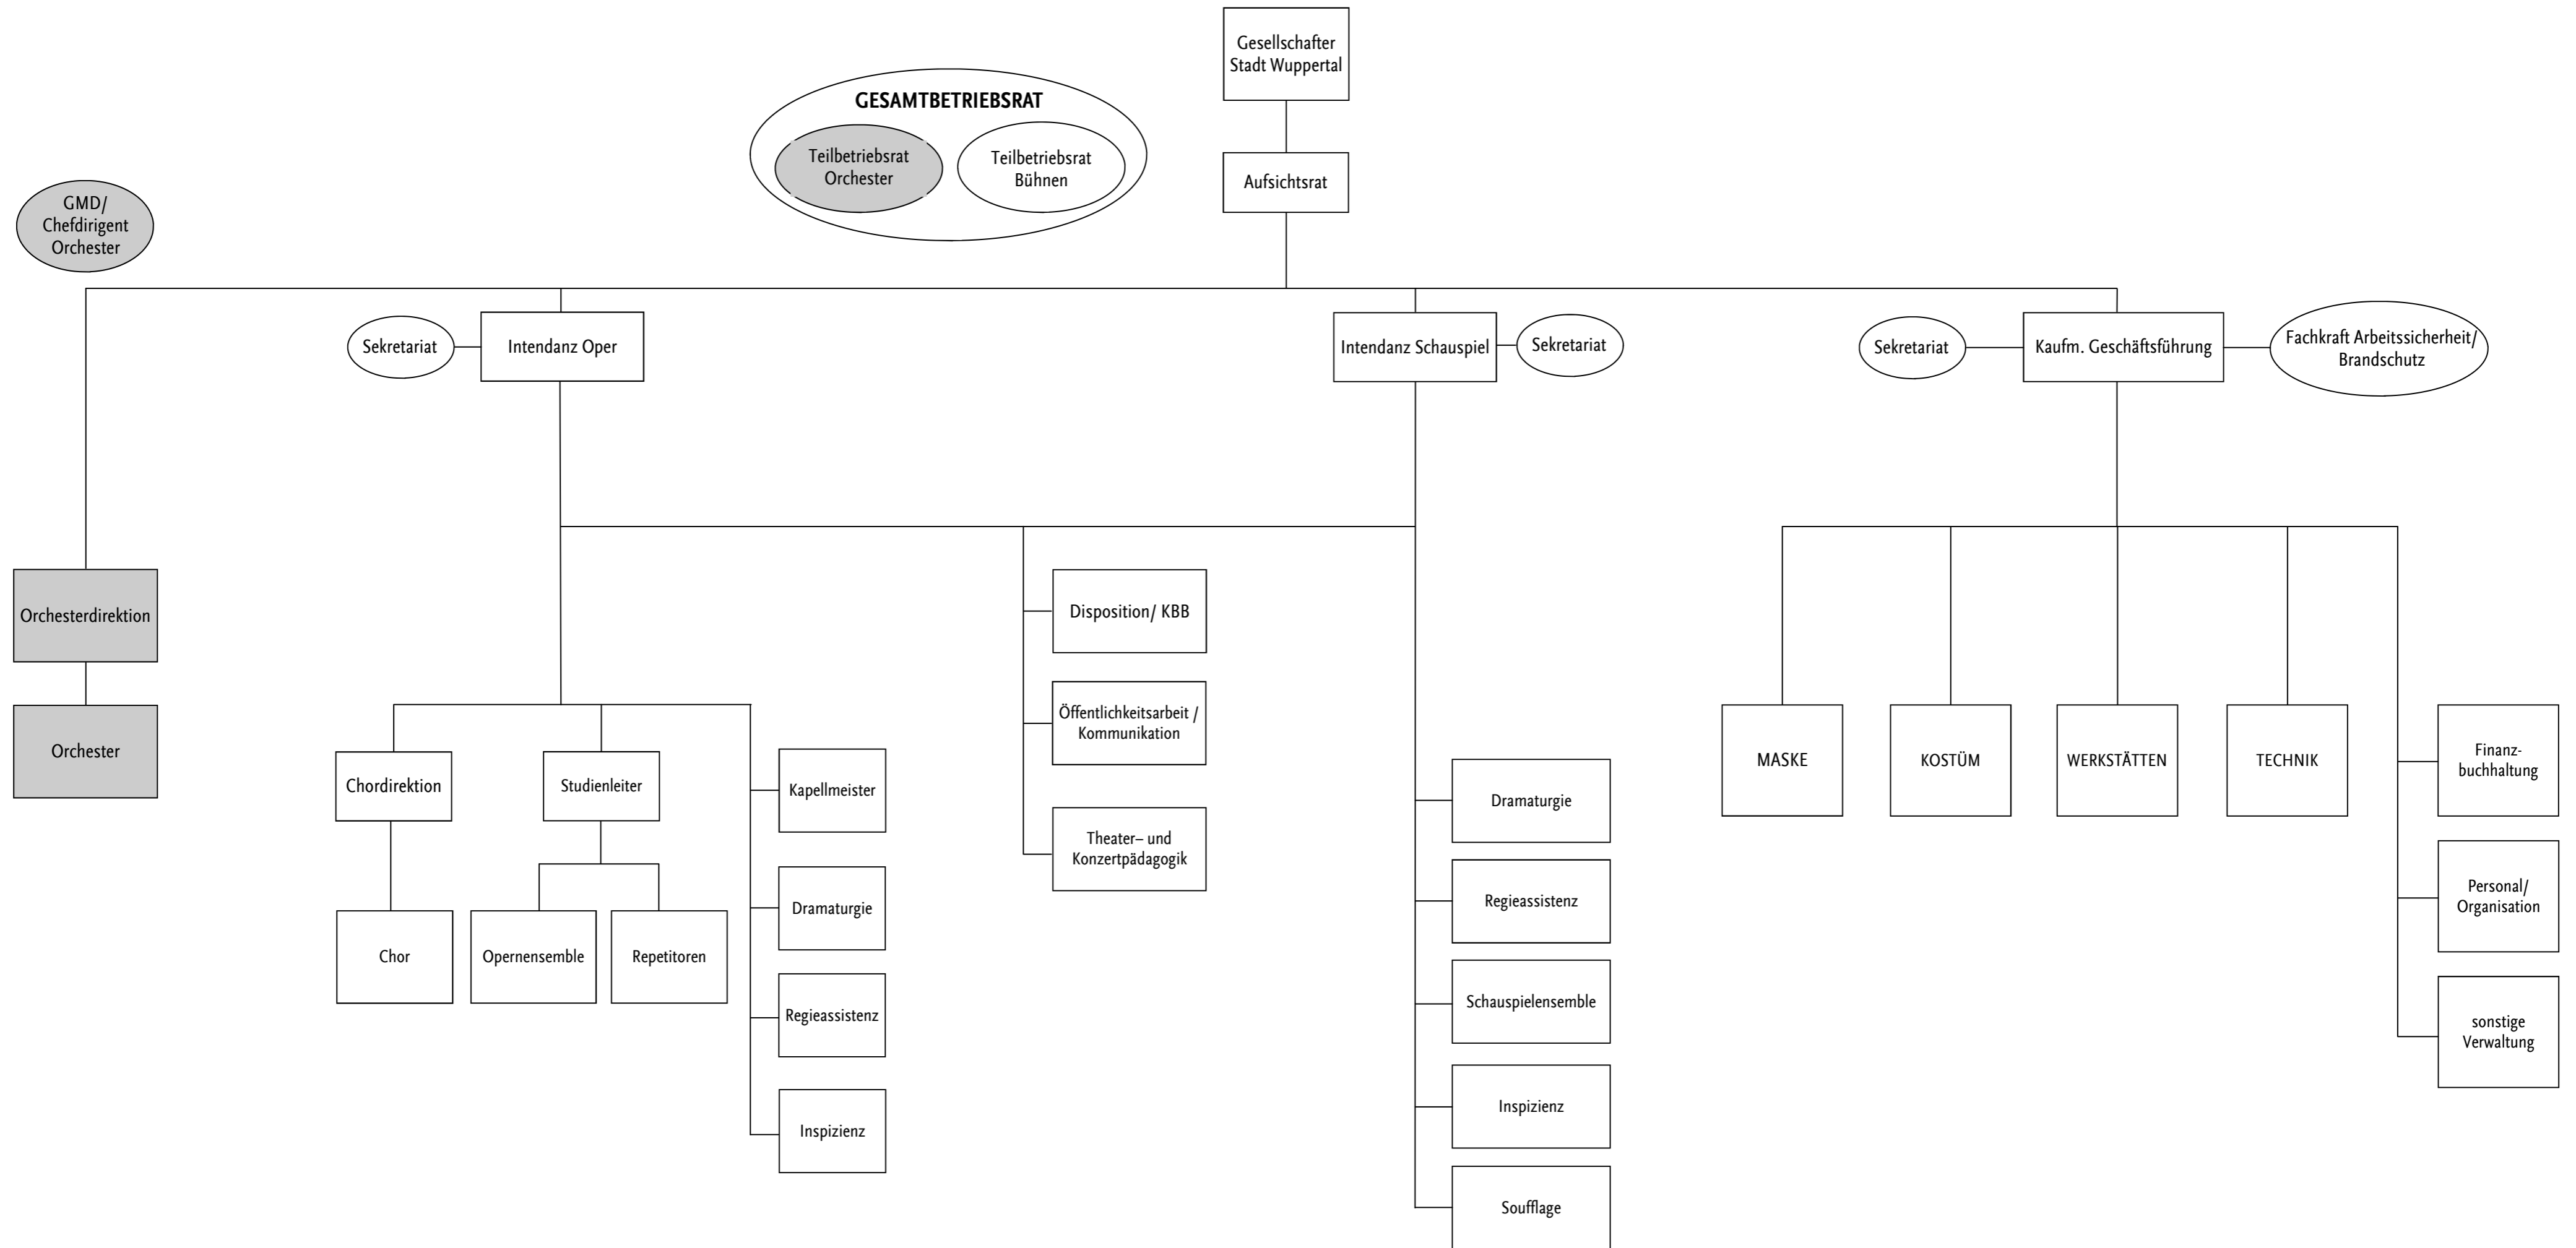 Gesellschafter
Stadt Wuppertal
GESAMTBETRIEBSRAT
Teilbetriebsrat
Orchester
Teilbetriebsrat
Bühnen
Aufsichtsrat
GMD/
Chefdirigent
Orchester
Sekretariat
Intendanz Oper
Intendanz Schauspiel
Sekretariat
Sekretariat
Kaufm. Geschäftsführung
Fachkraft Arbeitssicherheit/
Brandschutz
Orchesterdirektion
Orchester
Disposition/ KBB
Öffentlichkeitsarbeit /
Kommunikation
Theater– und
Konzertpädagogik
Chordirektion
Studienleiter
Chor
Opernensemble
Repetitoren
Kapellmeister
Dramaturgie
Regieassistenz
Inspizienz
Dramaturgie
Regieassistenz
Schauspielensemble
Inspizienz
Soufflage
MASKE
KOSTÜM
WERKSTÄTTEN
TECHNIK
Finanz-
buchhaltung
Personal/
Organisation
sonstige
Verwaltung